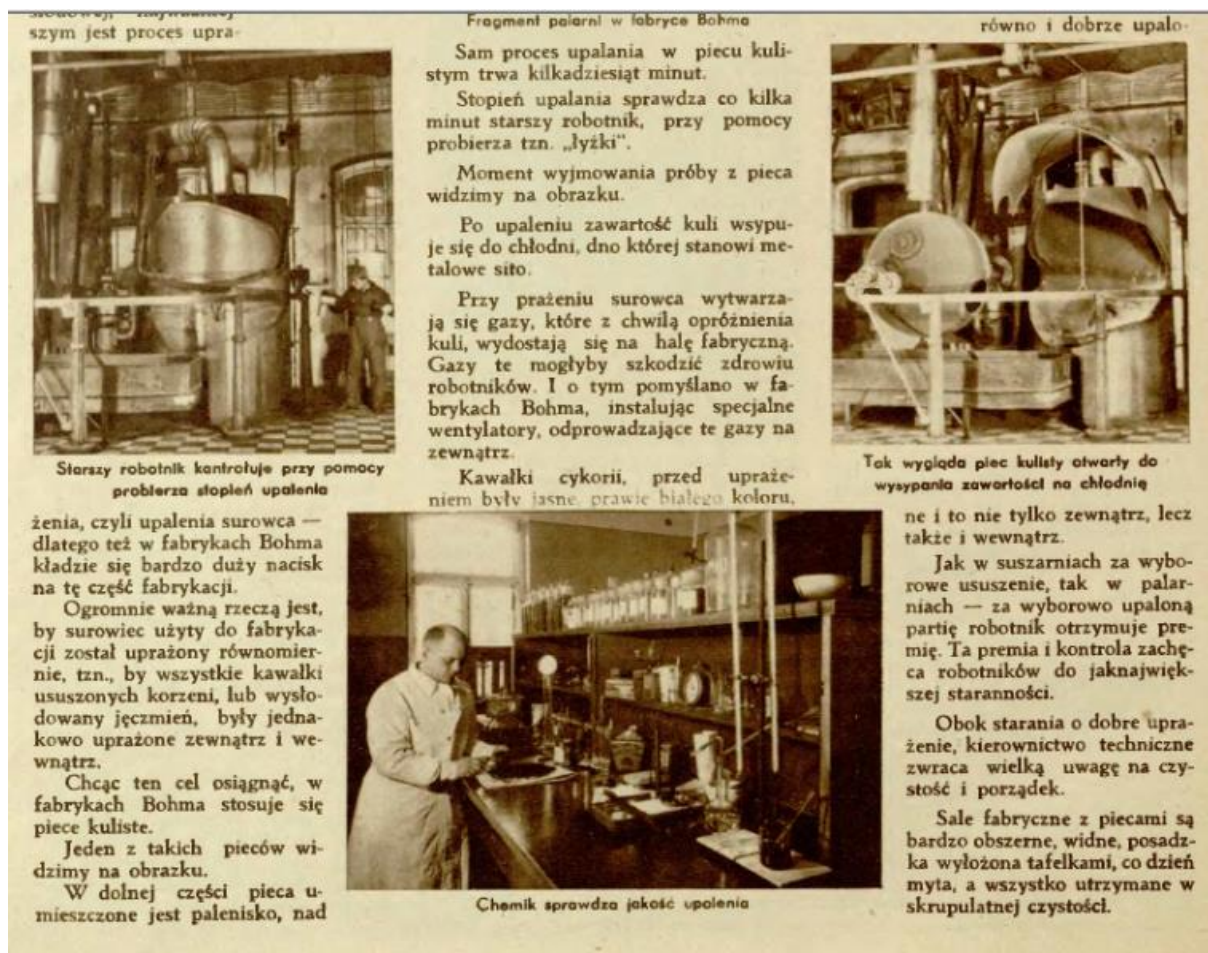 szym jest proces upra-
Starszy robotnik kontroluje przy pomocy
probierza stopień upalenia
żenia, czyli upalenia surowca —
dlatego też w fabrykach Bohma
kładzie się bardzo duży nacisk
na tę część fabrykacji.
Ogromnie ważną rzeczą jest,
by surowiec użyty do fabryka-
cji został uprażony równomier-
nie, tzn., by wszystkie kawałki
ususzonych korzeni, lub wysło-
dowany jęczmień, były jedna-
kowo uprażone zewnątrz i we-
wnątrz.
Chcąc ten cel osiągnąć, w
fabrykach Bohma stosuje się
piece kuliste.
Jeden z takich pieców wi-
dzimy na obrazku.
W dolnej części pieca u-
mieszczone jest palenisko, nad
Fragment palarni w fabryce Bohma
Sam proces upalania w piecu kuli-
stym trwa kilkadziesiąt minut.
Stopień upalania sprawdza co kilka
minut starszy robotnik, przy pomocy
probierza tzn. „łyżki“.
Moment wyjmowania próby z pieca
widzimy na obrazku.
Po upaleniu zawartość kuli wsypu-
je się do chłodni, dno której stanowi me-
talowe sito.
Przy prażeniu surowca wytwarza-
ją się gazy, które z chwilą opróżnienia
kuli, wydostają się na halę fabryczną.
Gazy te mogłyby szkodzić zdrowiu
robotników. I o tym pomyślano w fa-
brykach Bohma, instalując specjalne
wentylatory, odprowadzające te gazy na
zewnątrz.
Kawałki cykorii, przed upraże-
niem były jasne, prawie białego koloru,
Chemik sprawdza jakość upalenia
równo i dobrze upalo-
Tak wygląda piec kulisty otwarty do
wysypania zawartości na chłodnię
ne i to nie tylko zewnątrz, lecz
także i wewnątrz.
Jak w suszarniach za wybo-
rowe ususzenie, tak w palar-
niach — za wyborowo upaloną
partię robotnik otrzymuje pre-
mię. Ta premia i kontrola zachę-
ca robotników do jaknajwięk-
szej staranności.
Obok starania o dobre upra-
żenie, kierownictwo techniczne
zwraca wielką uwagę na czy-
stość i porządek.
Sale fabryczne z piecami są
bardzo obszerne, widne, posadz-
ka wyłożona tafelkami, co dzień
myta, a wszystko utrzymane w
skrupulatnej czystości.